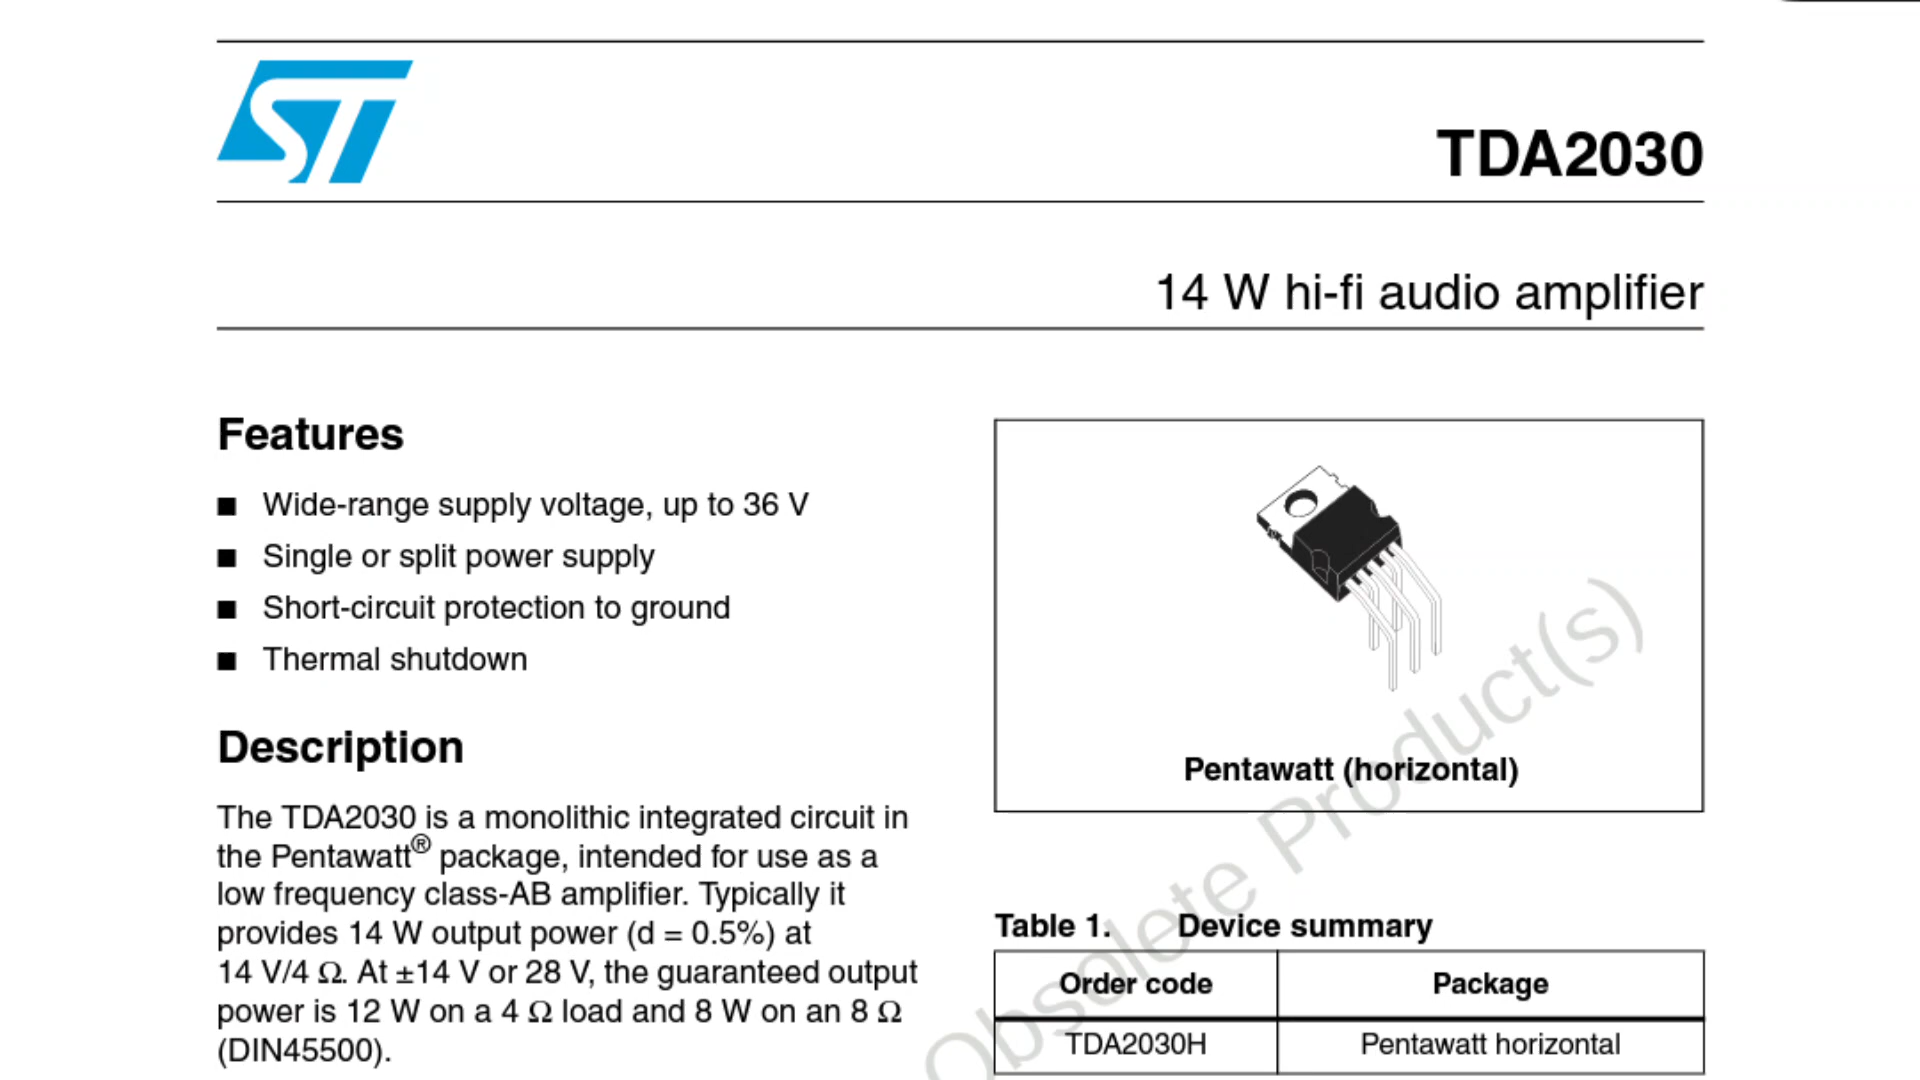 ST
TDA2030
14 W hi-fi audio amplifier
Features
■ Wide-range supply voltage, up to 36 V
■ Single or split power supply
■ Short-circuit protection to ground
■ Thermal shutdown
Description
The TDA2030 is a monolithic integrated circuit in
the Pentawatt® package, intended for use as a
low frequency class-AB amplifier. Typically it
provides 14 W output power (d = 0.5%) at
14 V/4 Ω. At ±14 V or 28 V, the guaranteed output
power is 12 W on a 4 Ω load and 8 W on an 8 Ω
(DIN45500).
Pentawatt (horizontal)
Table 1. Device summary
Order code Package
TDA2030H Pentawatt horizontal
Obsolete Product(s)